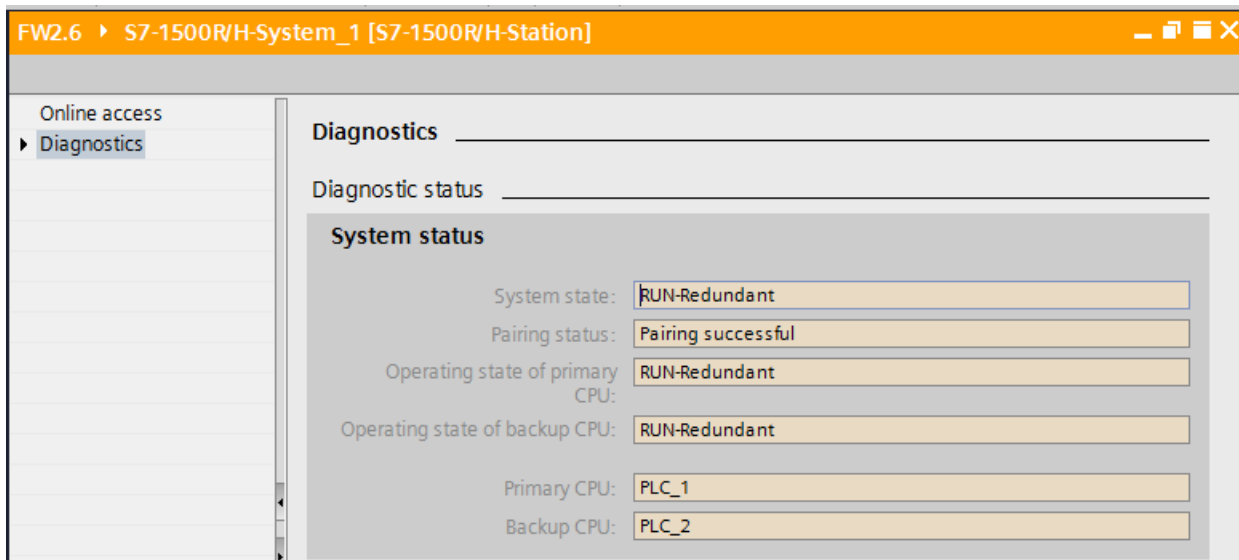 FW2.6 ▸ S7-1500R/H-System_1 [S7-1500R/H-Station]
Online access
Diagnostics
Diagnostics
Diagnostic status
System status
System state: RUN-Redundant
Pairing status: Pairing successful
Operating state of primary RUN-Redundant
CPU:
Operating state of backup CPU: RUN-Redundant
Primary CPU: PLC_1
Backup CPU: PLC_2